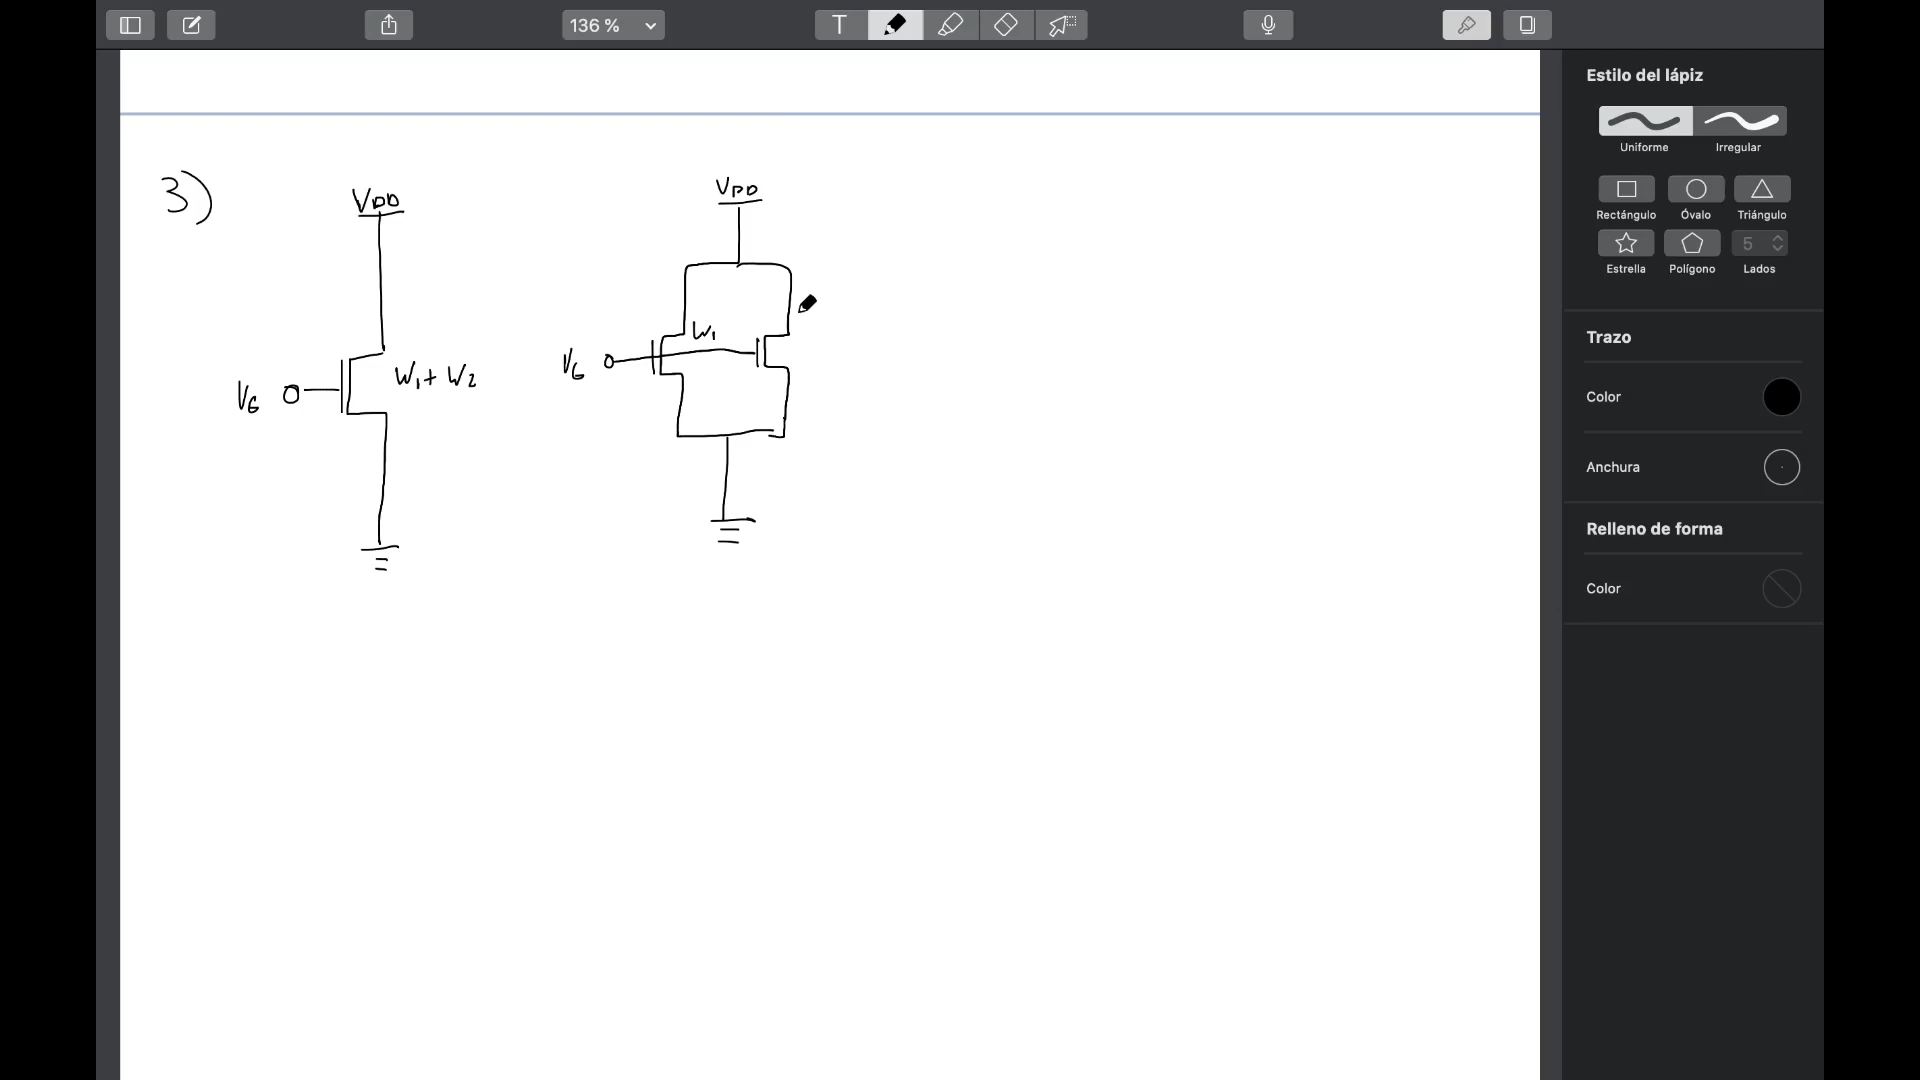 136 %
T
Estilo del lápiz
Uniforme
Irregular
Rectángulo
Óvalo
Triángulo
5
Estrella
Polígono
Lados
Trazo
Color
Anchura
Relleno de forma
Color
3)
VDD
VG
W1 + W2
VDD
VG
W1